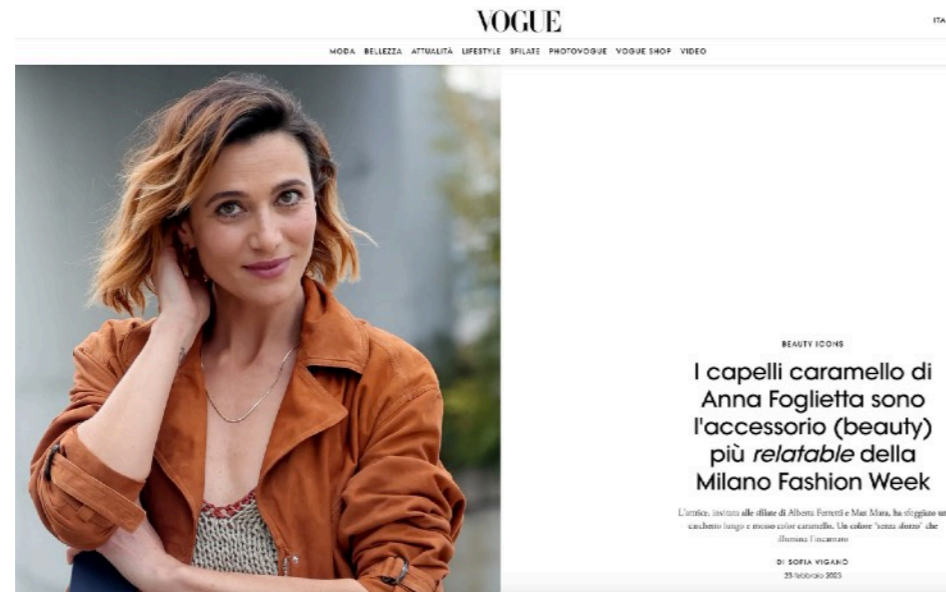 VOGUE
ITA
MODA BELLEZZA ATTUALITÀ LIFESTYLE SFILATE PHOTOVOGUE VOGUE SHOP VIDEO
BEAUTY ICONS
I capelli caramello di
Anna Foglietta sono
l'accessorio (beauty)
più relatable della
Milano Fashion Week
L'attrice, invitata alle sfilate di Alberta Ferretti e Max Mara, ha sfoggiato un
caschetto lungo e mosso color caramello. Un colore "senza sforzo" che
illumina l'incarnato
DI SOFIA VIGANÒ
23 febbraio 2023